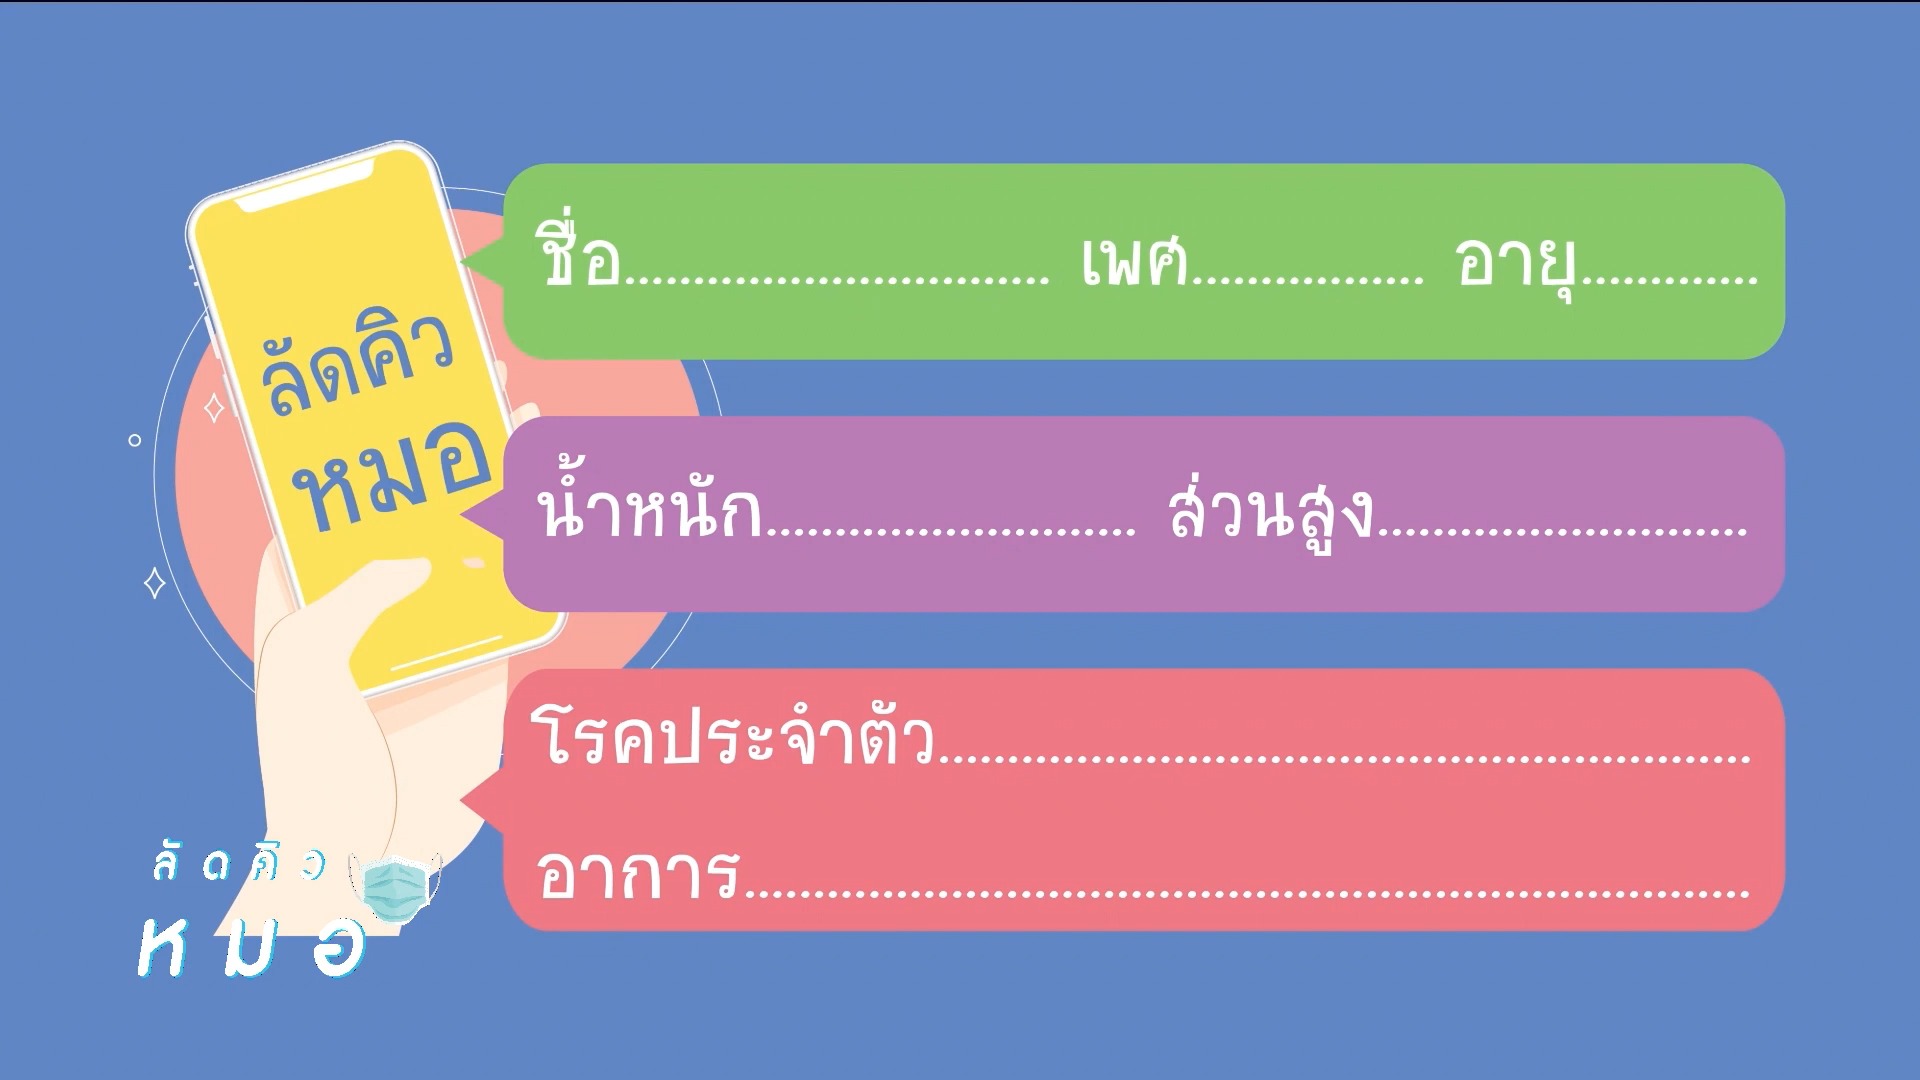 ลัดคิว
หมอ
ชื่อ............................... เพศ................. อายุ.............
น้ำหนัก........................... ส่วนสูง...........................
โรคประจำตัว...........................................................
อาการ.........................................................................
ลัดคิว
หมอ